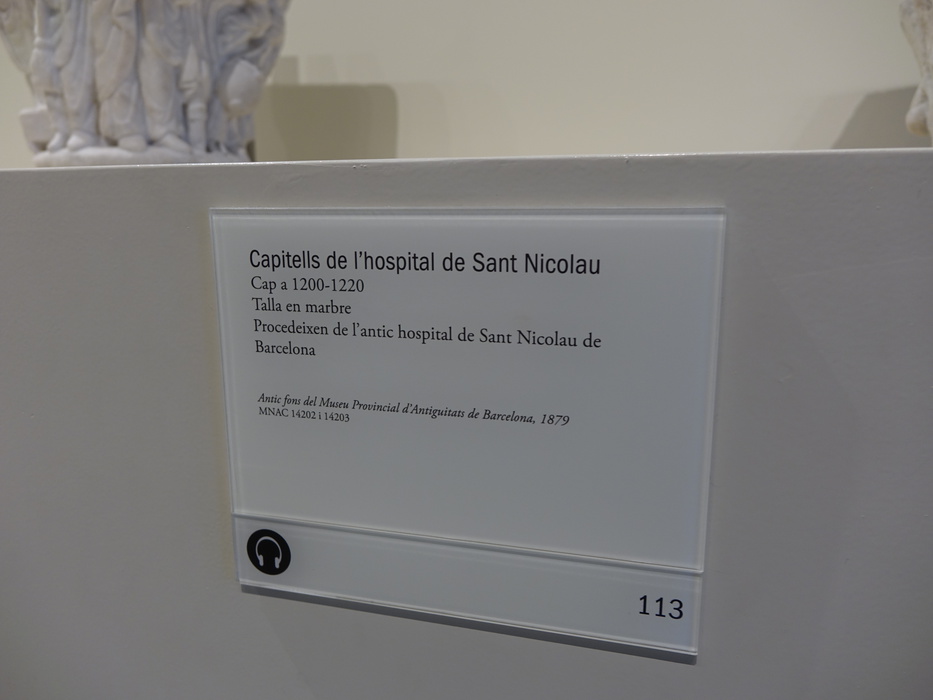 Capitells de l'hospital de Sant Nicolau
Cap a 1200-1220
Talla en marbre
Procedeixen de l'antic hospital de Sant Nicolau de
Barcelona
Antic fons del Museu Provincial d'Antiguitats de Barcelona, 1879
MNAC 14202 i 14203
113